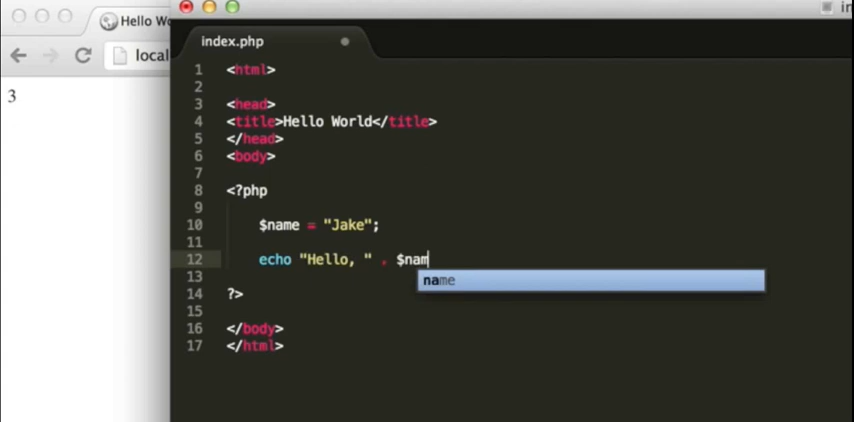 Hello Wo
local
3
in
index.php
1 <html>
2
3 <head>
4 <title>Hello World</title>
5 </head>
6 <body>
7
8 <?php
9
10 $name = "Jake";
11
12 echo "Hello, " . $nam
name
13
14 ?>
15
16 </body>
17 </html>